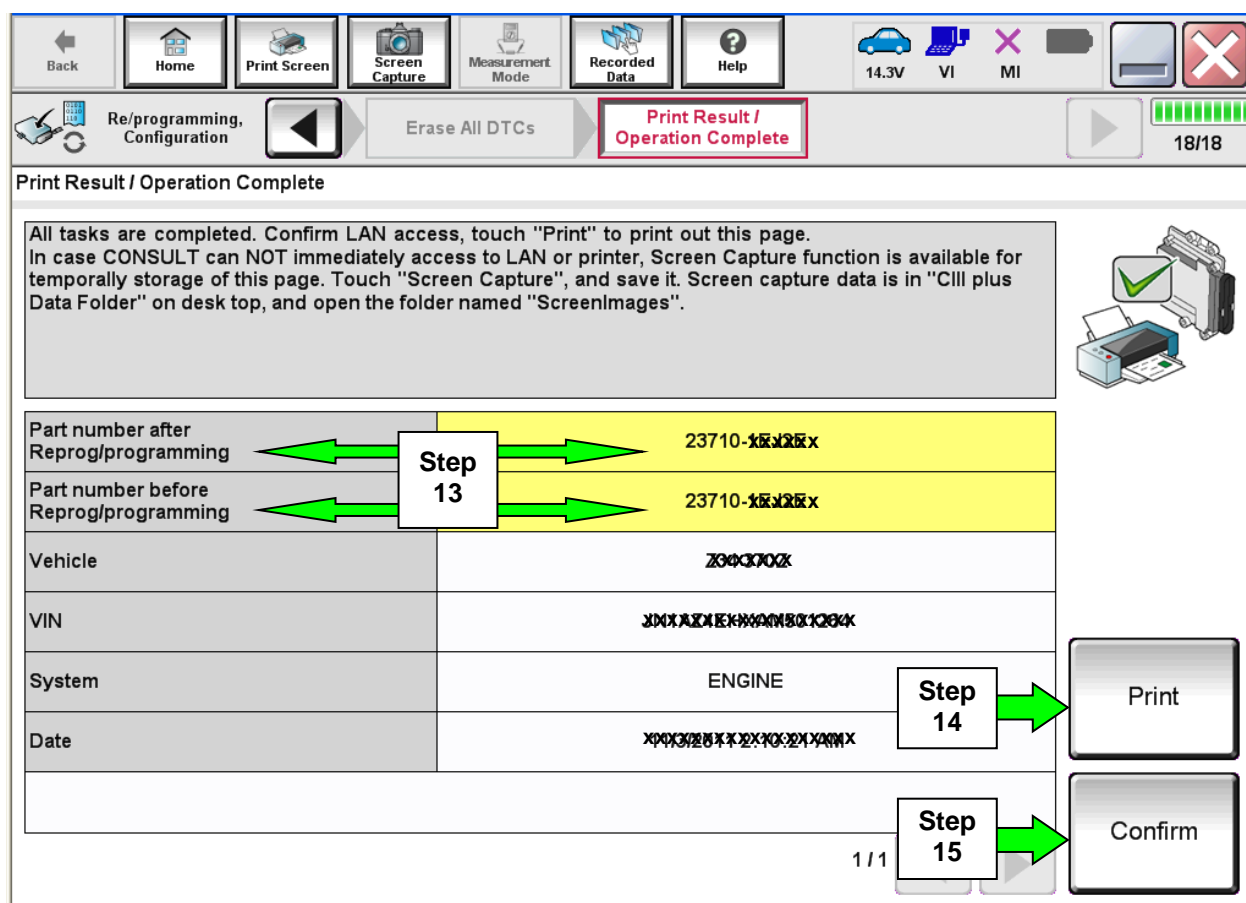 Back
Home
Print Screen
Screen
Capture
Measurement
Mode
Recorded
Data
Help
14.3V
VI
MI
Re/programming,
Configuration
Erase All DTCs
Print Result /
Operation Complete
18/18
Print Result / Operation Complete
All tasks are completed. Confirm LAN access, touch "Print" to print out this page.
In case CONSULT can NOT immediately access to LAN or printer, Screen Capture function is available for
temporally storage of this page. Touch "Screen Capture", and save it. Screen capture data is in "CIII plus
Data Folder" on desk top, and open the folder named "ScreenImages".
Part number after
Reprog/programming
Step
13
23710-
Part number before
Reprog/programming
23710-
Vehicle
VIN
System
ENGINE
Step
14
Print
Date
Step
15
Confirm
1 / 1